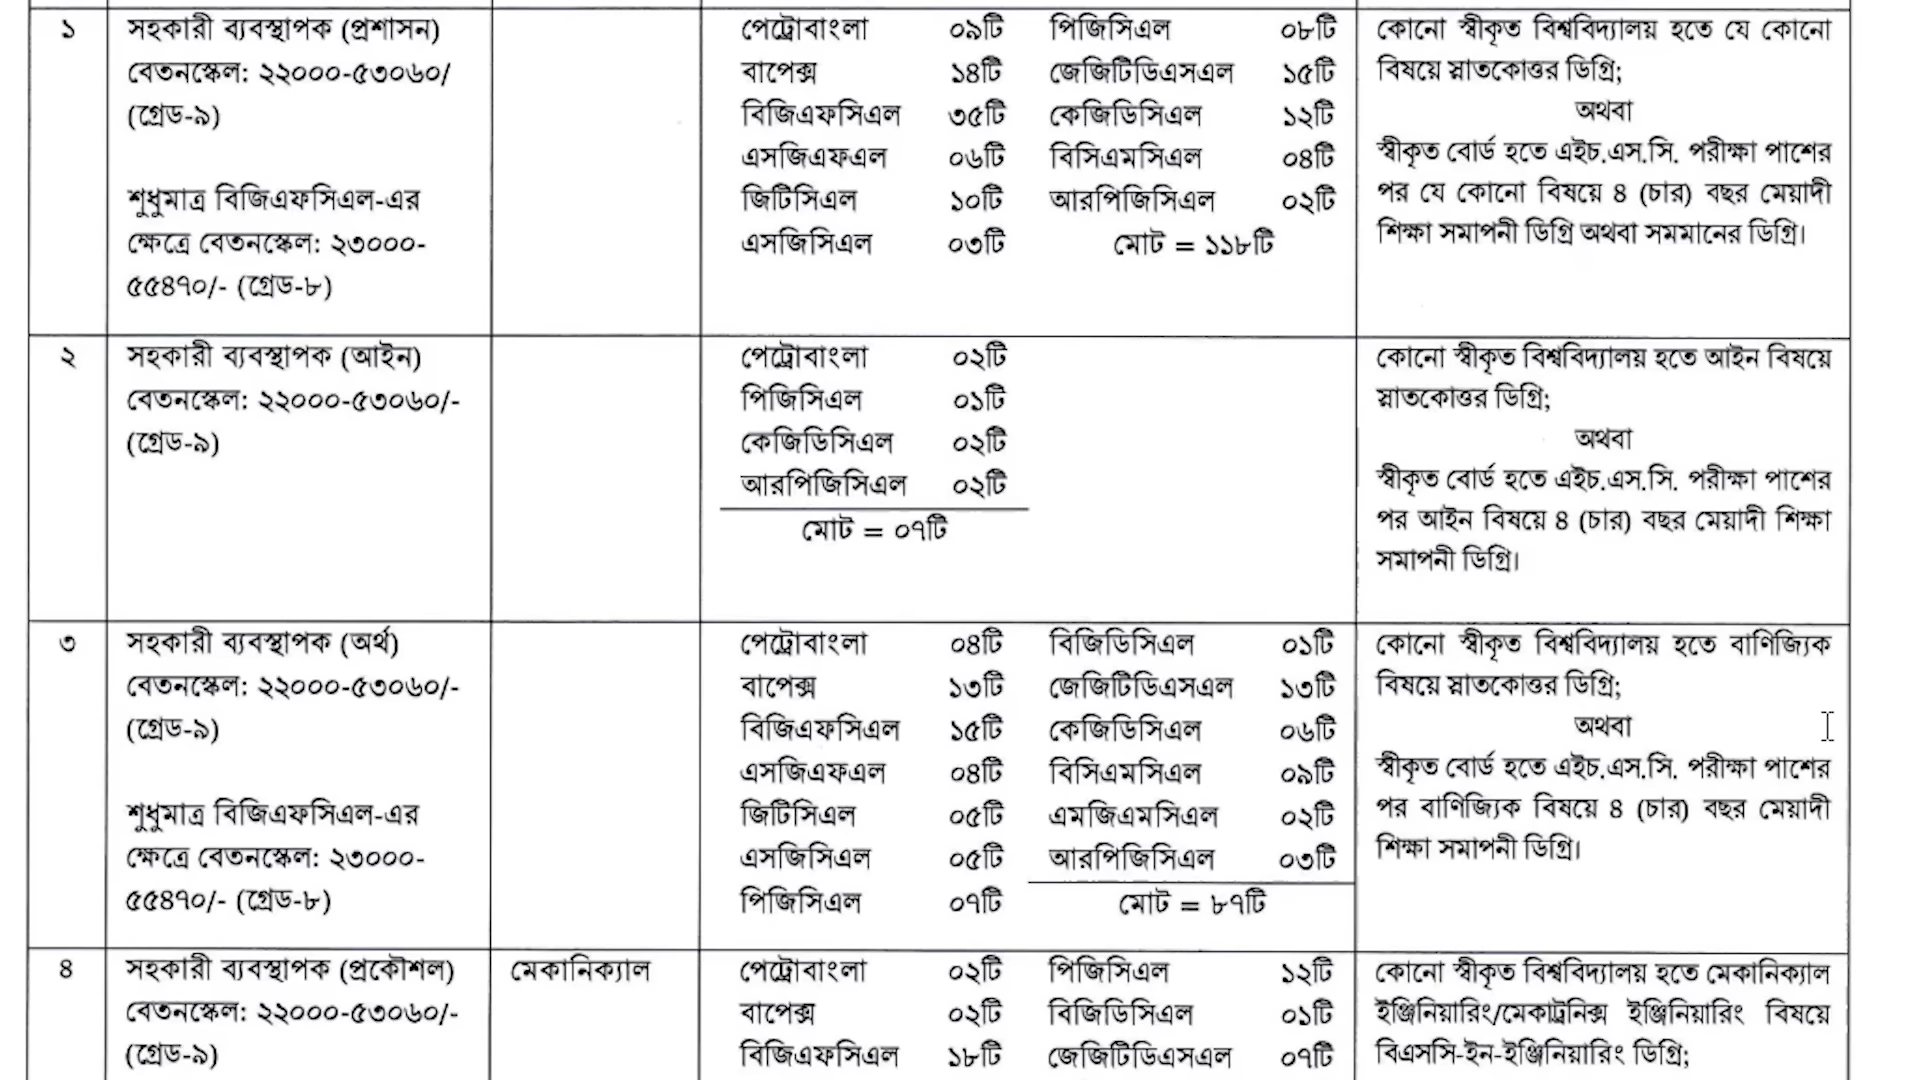 ১
সহকারী ব্যবস্থাপক (প্রশাসন)
বেতনস্কেল: ২২০০০-৫৩০৬০/
(গ্রেড-৯)
শুধুমাত্র বিজিএফসিএল-এর
ক্ষেত্রে বেতনস্কেল: ২৩০০০-
৫৫৪৭০/- (গ্রেড-৮)
পেট্রোবাংলা ০৯টি পিজিসিএল ০৮টি
বাপেক্স ১৪টি জেজিটিডিএসএল ১৫টি
বিজিএফসিএল ৩৫টি কেজিডিসিএল ১২টি
এসজিএফএল ০৬টি বিসিএমসিএল ০৪টি
জিটিসিএল ১০টি আরপিজিসিএল ০২টি
এসজিসিএল ০৩টি মোট = ১১৮টি
কোনো স্বীকৃত বিশ্ববিদ্যালয় হতে যে কোনো
বিষয়ে স্নাতকোত্তর ডিগ্রি;
অথবা
স্বীকৃত বোর্ড হতে এইচ.এস.সি. পরীক্ষা পাশের
পর যে কোনো বিষয়ে ৪ (চার) বছর মেয়াদী
শিক্ষা সমাপনী ডিগ্রি অথবা সমমানের ডিগ্রি।
২
সহকারী ব্যবস্থাপক (আইন)
বেতনস্কেল: ২২০০০-৫৩০৬০/-
(গ্রেড-৯)
পেট্রোবাংলা ০২টি
পিজিসিএল ০১টি
কেজিডিসিএল ০২টি
আরপিজিসিএল ০২টি
মোট = ০৭টি
কোনো স্বীকৃত বিশ্ববিদ্যালয় হতে আইন বিষয়ে
স্নাতকোত্তর ডিগ্রি;
অথবা
স্বীকৃত বোর্ড হতে এইচ.এস.সি. পরীক্ষা পাশের
পর আইন বিষয়ে ৪ (চার) বছর মেয়াদী শিক্ষা
সমাপনী ডিগ্রি।
৩
সহকারী ব্যবস্থাপক (অর্থ)
বেতনস্কেল: ২২০০০-৫৩০৬০/-
(গ্রেড-৯)
শুধুমাত্র বিজিএফসিএল-এর
ক্ষেত্রে বেতনস্কেল: ২৩০০০-
৫৫৪৭০/- (গ্রেড-৮)
পেট্রোবাংলা ০৪টি বিজিডিসিএল ০১টি
বাপেক্স ১৩টি জেজিটিডিএসএল ১৩টি
বিজিএফসিএল ১৫টি কেজিডিসিএল ০৬টি
এসজিএফএল ০৪টি বিসিএমসিএল ০৯টি
জিটিসিএল ০৫টি এমজিএমসিএল ০২টি
এসজিসিএল ০৫টি আরপিজিসিএল ০৩টি
পিজিসিএল ০৭টি মোট = ৮৭টি
কোনো স্বীকৃত বিশ্ববিদ্যালয় হতে বাণিজ্যিক
বিষয়ে স্নাতকোত্তর ডিগ্রি;
অথবা
স্বীকৃত বোর্ড হতে এইচ.এস.সি. পরীক্ষা পাশের
পর বাণিজ্যিক বিষয়ে ৪ (চার) বছর মেয়াদী
শিক্ষা সমাপনী ডিগ্রি।
৪
সহকারী ব্যবস্থাপক (প্রকৌশল)
বেতনস্কেল: ২২০০০-৫৩০৬০/-
(গ্রেড-৯)
মেকানিক্যাল
পেট্রোবাংলা ০২টি পিজিসিএল ১২টি
বাপেক্স ০২টি বিজিডিসিএল ০১টি
বিজিএফসিএল ১৮টি জেজিটিডিএসএল ০৭টি
কোনো স্বীকৃত বিশ্ববিদ্যালয় হতে মেকানিক্যাল
ইঞ্জিনিয়ারিং/মেকাট্রনিক্স ইঞ্জিনিয়ারিং বিষয়ে
বিএসসি-ইন-ইঞ্জিনিয়ারিং ডিগ্রি;